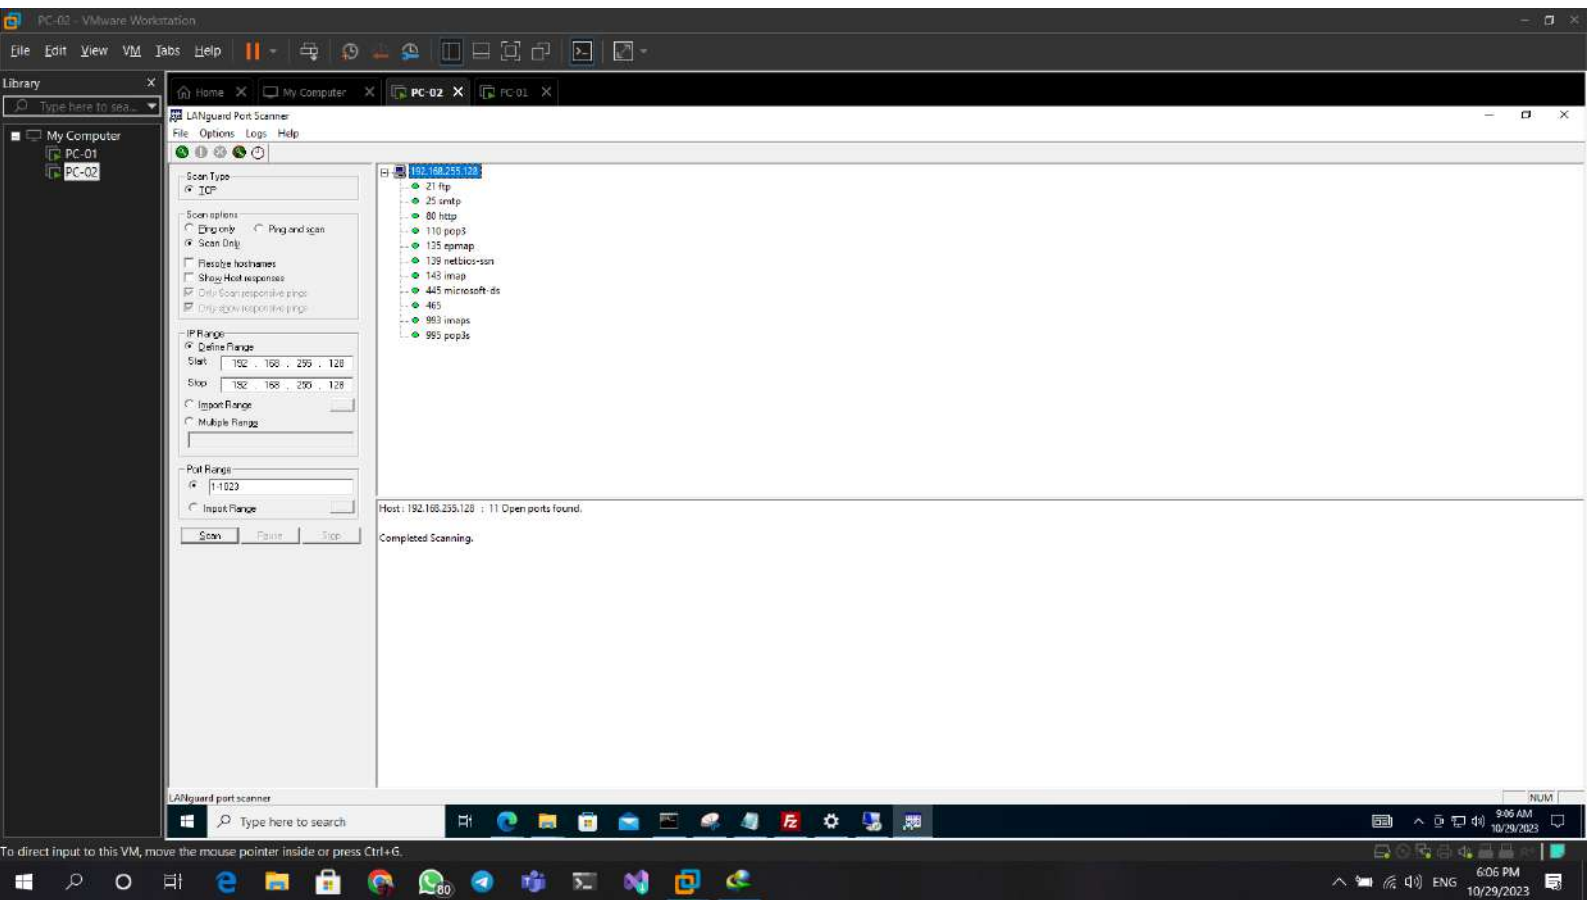 PC-02 - VMware Workstation
File Edit View VM Tabs Help
Library
Type here to sea...
My Computer
PC-01
PC-02
Home
My Computer
PC-02
PC-01
LANguard Port Scanner
File Options Logs Help
Scan Type
TCP
Scan options
Ping only Ping and scan
Scan Only
Resolve hostnames
Show Host responses
Only Scan responsive pings
Only show responsive pings
IP Range
Define Range
Start 192 . 168 . 255 . 128
Stop 192 . 168 . 255 . 128
Import Range
Multiple Range
Port Range
1-1023
Import Range
Scan Pause Stop
192.168.255.128
21 ftp
25 smtp
80 http
110 pop3
135 epmap
139 netbios-ssn
143 imap
445 microsoft-ds
465
993 imaps
995 pop3s
Host : 192.168.255.128 : 11 Open ports found.
Completed Scanning.
LANguard port scanner
NUM
Type here to search
9:06 AM
10/29/2023
To direct input to this VM, move the mouse pointer inside or press Ctrl+G.
80
ENG
6:06 PM
10/29/2023